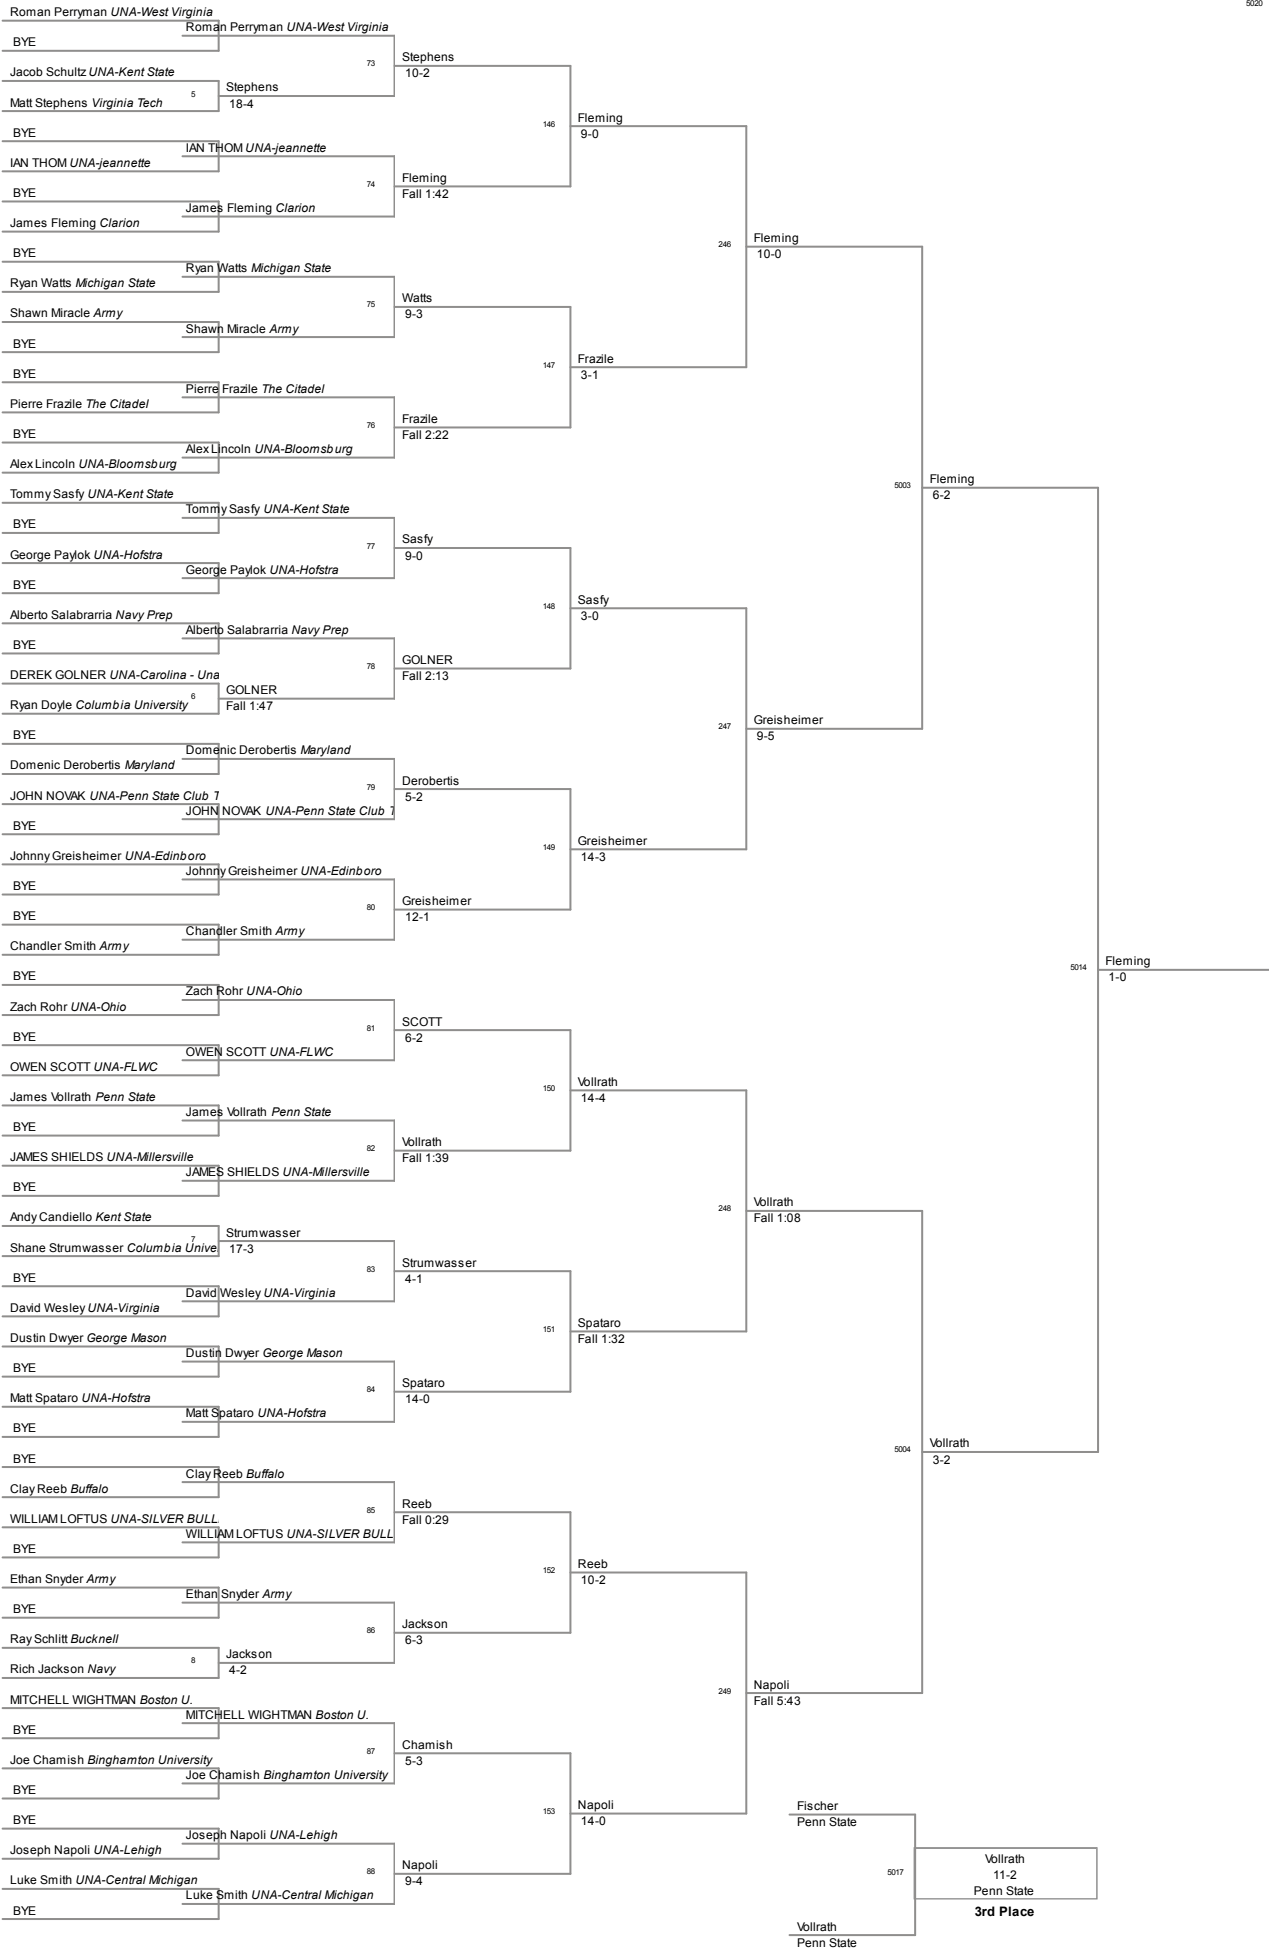 5020
Roman Perryman UNA-West Virginia
BYE
Jacob Schultz UNA-Kent State
Matt Stephens Virginia Tech
BYE
IAN THOM UNA-jeannette
BYE
James Fleming Clarion
BYE
Ryan Watts Michigan State
Shawn Miracle Army
BYE
BYE
Pierre Frazile The Citadel
BYE
Alex Lincoln UNA-Bloomsburg
Tommy Sasfy UNA-Kent State
BYE
George Paylok UNA-Hofstra
BYE
Alberto Salabrarria Navy Prep
BYE
DEREK GOLNER UNA-Carolina - Una
Ryan Doyle Columbia University
BYE
Domenic Derobertis Maryland
JOHN NOVAK UNA-Penn State Club T
BYE
Johnny Greisheimer UNA-Edinboro
BYE
BYE
Chandler Smith Army
BYE
Zach Rohr UNA-Ohio
BYE
OWEN SCOTT UNA-FLWC
James Vollrath Penn State
BYE
JAMES SHIELDS UNA-Millersville
BYE
Andy Candiello Kent State
Shane Strumwasser Columbia Unive
BYE
David Wesley UNA-Virginia
Dustin Dwyer George Mason
BYE
Matt Spataro UNA-Hofstra
BYE
BYE
Clay Reeb Buffalo
WILLIAM LOFTUS UNA-SILVER BULL
BYE
Ethan Snyder Army
BYE
Ray Schlitt Bucknell
Rich Jackson Navy
MITCHELL WIGHTMAN Boston U.
BYE
Joe Chamish Binghamton University
BYE
BYE
Joseph Napoli UNA-Lehigh
Luke Smith UNA-Central Michigan
BYE
Roman Perryman UNA-West Virginia
5
Stephens
18-4
IAN THOM UNA-jeannette
James Fleming Clarion
Ryan Watts Michigan State
Shawn Miracle Army
Pierre Frazile The Citadel
Alex Lincoln UNA-Bloomsburg
Tommy Sasfy UNA-Kent State
George Paylok UNA-Hofstra
Alberto Salabrarria Navy Prep
6
GOLNER
Fall 1:47
Domenic Derobertis Maryland
JOHN NOVAK UNA-Penn State Club T
Johnny Greisheimer UNA-Edinboro
Chandler Smith Army
Zach Rohr UNA-Ohio
OWEN SCOTT UNA-FLWC
James Vollrath Penn State
JAMES SHIELDS UNA-Millersville
7
Strumwasser
17-3
David Wesley UNA-Virginia
Dustin Dwyer George Mason
Matt Spataro UNA-Hofstra
Clay Reeb Buffalo
WILLIAM LOFTUS UNA-SILVER BULL
Ethan Snyder Army
8
Jackson
4-2
MITCHELL WIGHTMAN Boston U.
Joe Chamish Binghamton University
Joseph Napoli UNA-Lehigh
Luke Smith UNA-Central Michigan
73
Stephens
10-2
74
Fleming
Fall 1:42
75
Watts
9-3
76
Frazile
Fall 2:22
77
Sasfy
9-0
78
GOLNER
Fall 2:13
79
Derobertis
5-2
80
Greisheimer
12-1
81
SCOTT
6-2
82
Vollrath
Fall 1:39
83
Strumwasser
4-1
84
Spataro
14-0
85
Reeb
Fall 0:29
86
Jackson
6-3
87
Chamish
5-3
88
Napoli
9-4
146
Fleming
9-0
147
Frazile
3-1
148
Sasfy
3-0
149
Greisheimer
14-3
150
Vollrath
14-4
151
Spataro
Fall 1:32
152
Reeb
10-2
153
Napoli
14-0
246
Fleming
10-0
247
Greisheimer
9-5
248
Vollrath
Fall 1:08
249
Napoli
Fall 5:43
5003
Fleming
6-2
5004
Vollrath
3-2
5014
Fleming
1-0
Fischer
Penn State
5017
Vollrath
11-2
Penn State
3rd Place
Vollrath
Penn State